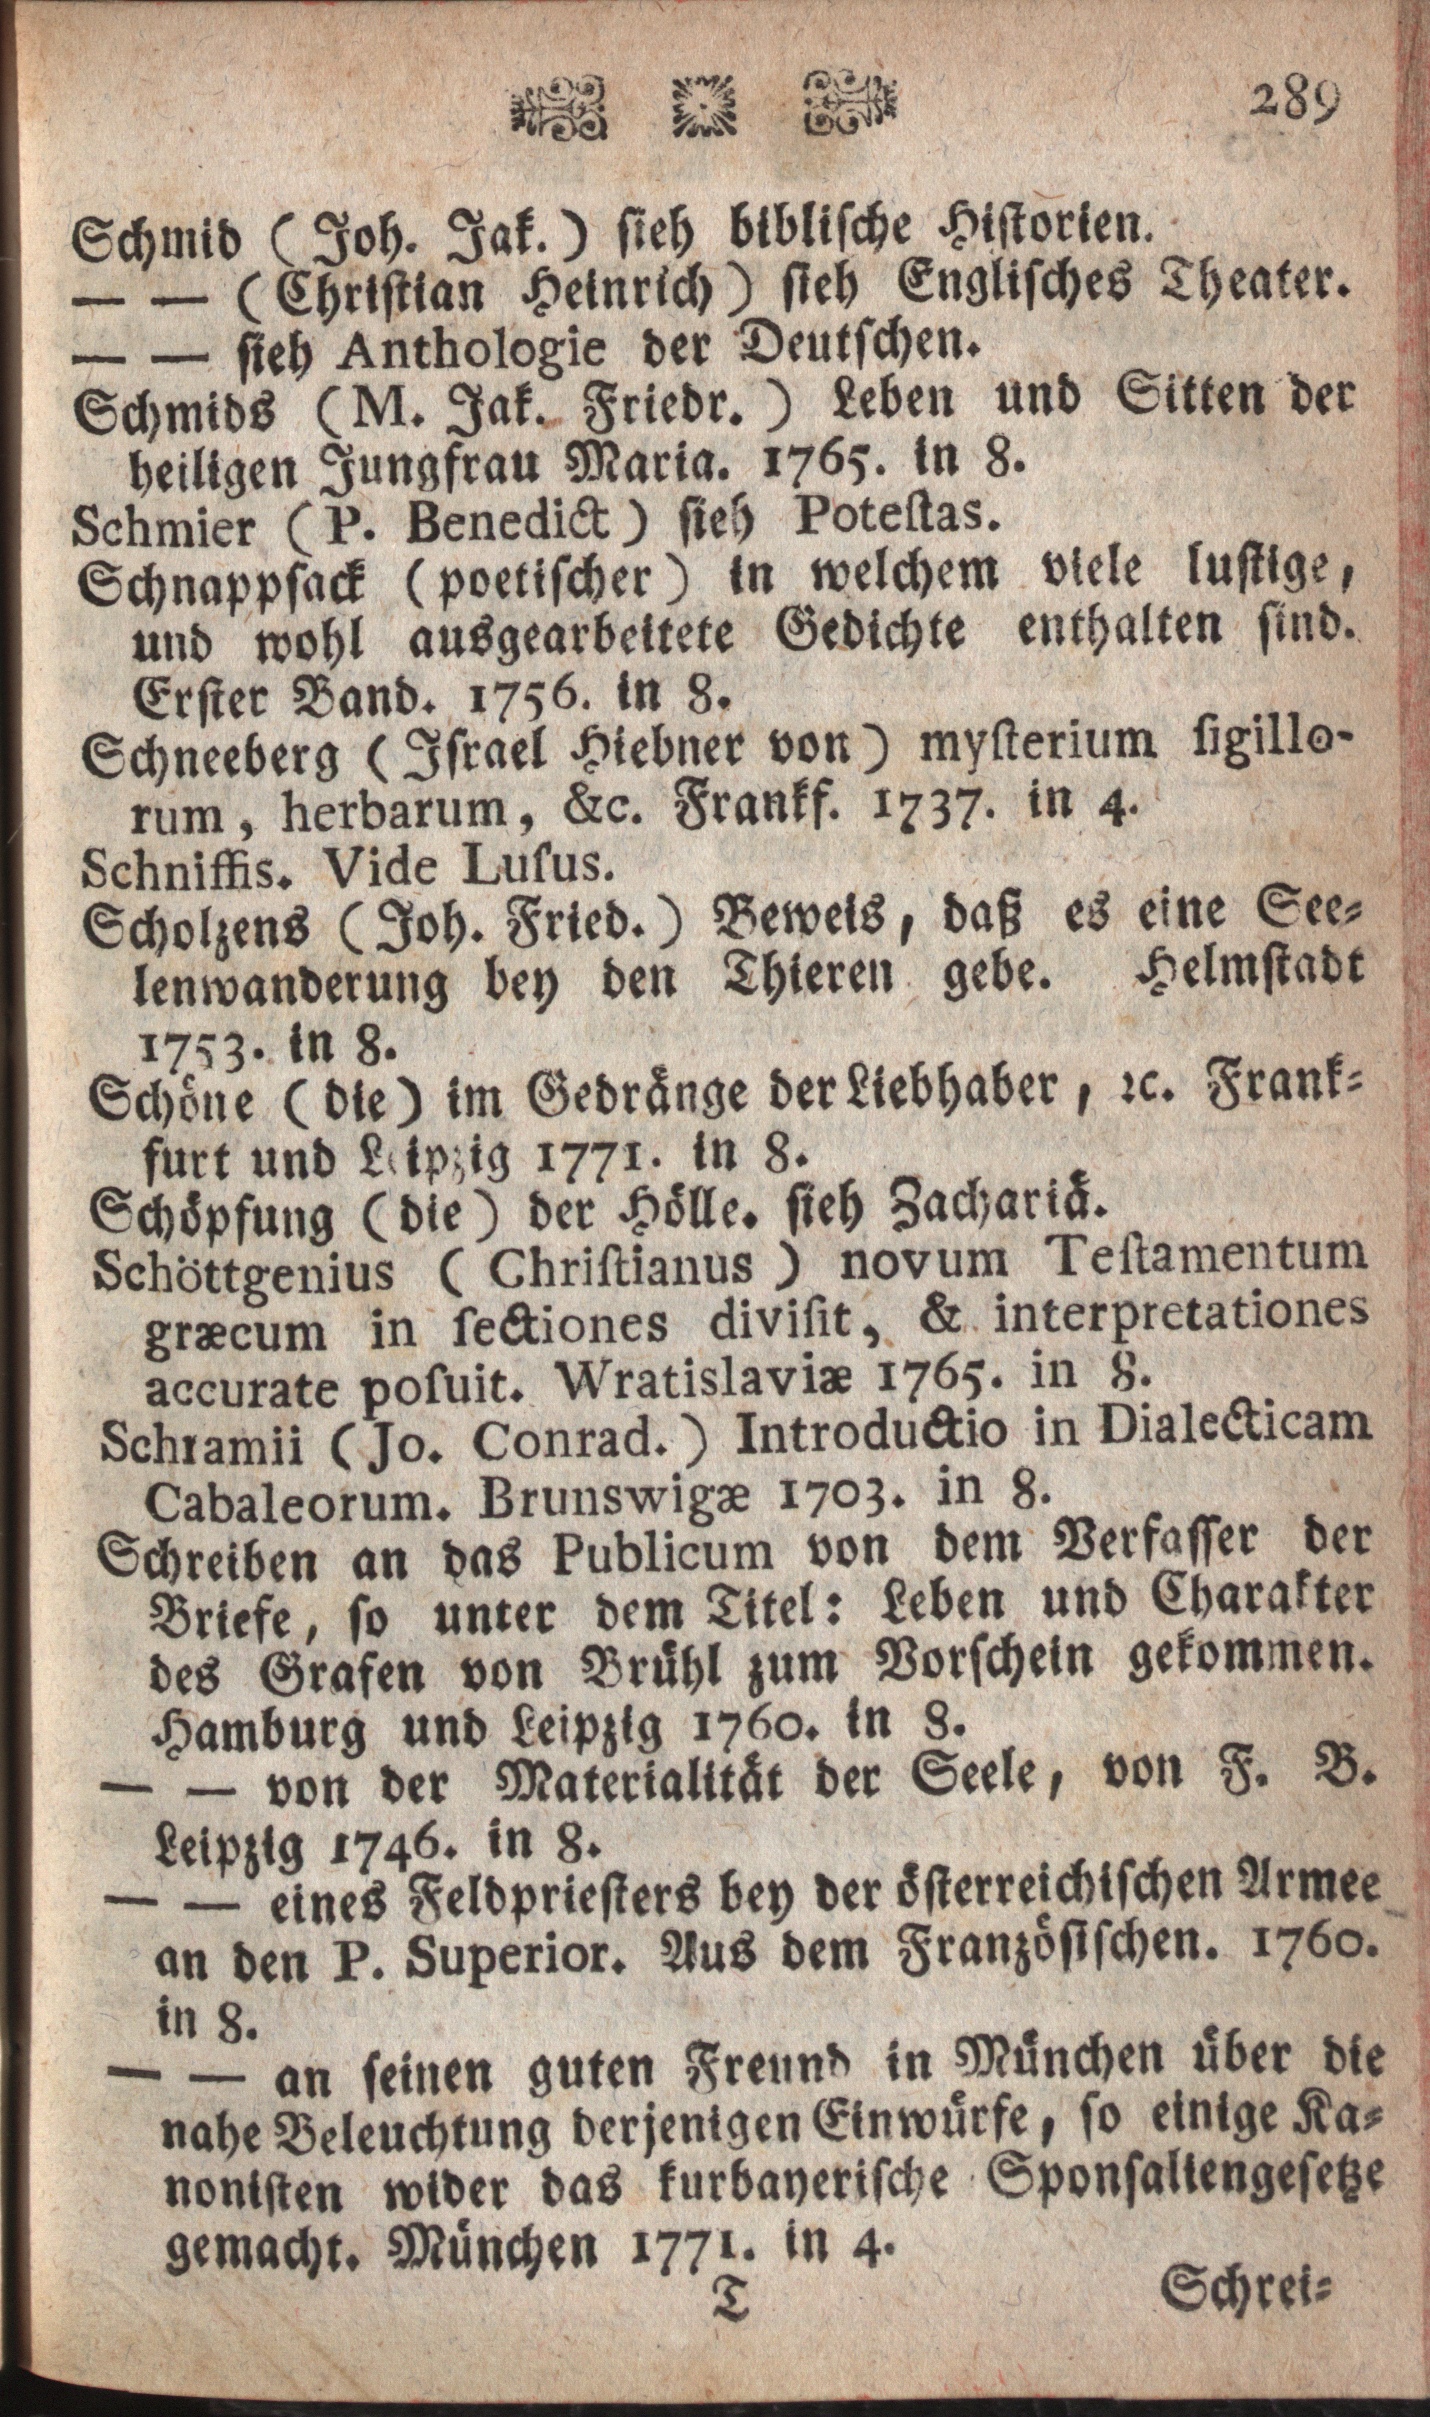 289
Schmid (Joh. Jak.) sieh biblische Historien.
— — (Christian Heinrich) sieh Englisches Theater.
— — sieh Anthologie der Deutschen.
Schmids (M. Jak. Friedr.) Leben und Sitten der
heiligen Jungfrau Maria. 1765. in 8.
Schmier (P. Benedict) sieh Poteſtas.
Schnappsack (poetischer) in welchem viele lustige,
und wohl ausgearbeitete Gedichte enthalten sind.
Erster Band. 1756. in 8.
Schneeberg (Israel Hiebner von) myſterium ſigillo-
rum, herbarum, &c. Frankf. 1737. in 4.
Schniffis. Vide Luſus.
Scholzens (Joh. Fried.) Beweis, daß es eine See-
lenwanderung bey den Thieren gebe. Helmstadt
1753. in 8.
Schöne (die) im Gedränge der Liebhaber, ꝛc. Frank-
furt und Leipzig 1771. in 8.
Schöpfung (die) der Hölle. sieh Zachariä.
Schöttgenius (Chriſtianus) novum Teſtamentum
græcum in ſectiones diviſit, & interpretationes
accurate poſuit. Wratislaviæ 1765. in 8.
Schramii (Jo. Conrad.) Introductio in Dialecticam
Cabaleorum. Brunswigæ 1703. in 8.
Schreiben an das Publicum von dem Verfasser der
Briefe, so unter dem Titel: Leben und Charakter
des Grafen von Brühl zum Vorschein gekommen.
Hamburg und Leipzig 1760. in 8.
— — von der Materialität der Seele, von F. B.
Leipzig 1746. in 8.
— — eines Feldpriesters bey der österreichischen Armee
an den P. Superior. Aus dem Französischen. 1760.
in 8.
— — an seinen guten Freund in München über die
nahe Beleuchtung derjenigen Einwürfe, so einige Ka-
nonisten wider das kurbayerische Sponsaliengesetze
gemacht. München 1771. in 4.
T Schrei-